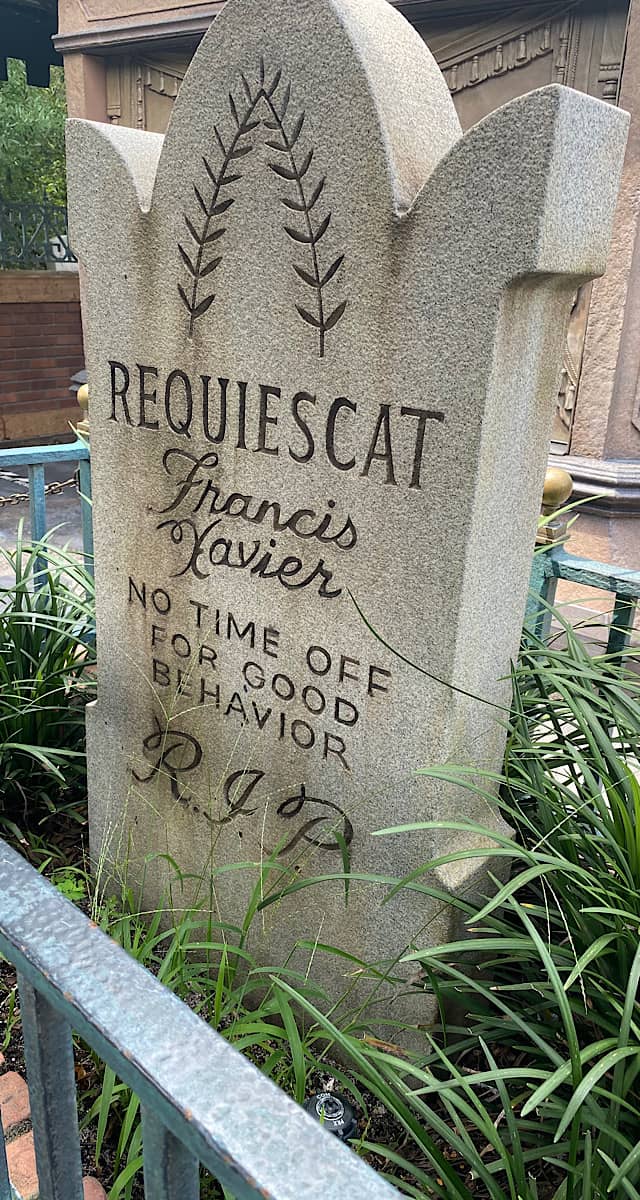 REQUIESCAT
Francis
Xavier
NO TIME OFF
FOR GOOD
BEHAVIOR
R.I.P